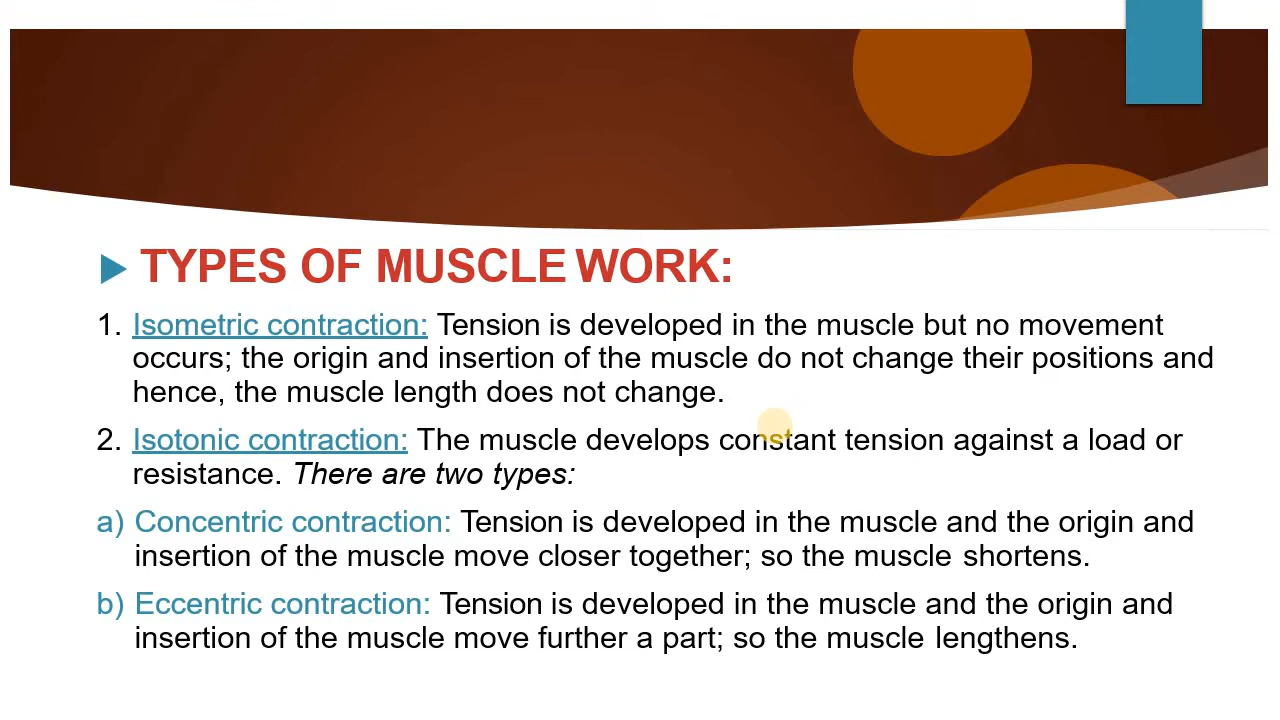 TYPES OF MUSCLE WORK:
1. Isometric contraction: Tension is developed in the muscle but no movement
occurs; the origin and insertion of the muscle do not change their positions and
hence, the muscle length does not change.
2. Isotonic contraction: The muscle develops constant tension against a load or
resistance. There are two types:
a) Concentric contraction: Tension is developed in the muscle and the origin and
insertion of the muscle move closer together; so the muscle shortens.
b) Eccentric contraction: Tension is developed in the muscle and the origin and
insertion of the muscle move further a part; so the muscle lengthens.